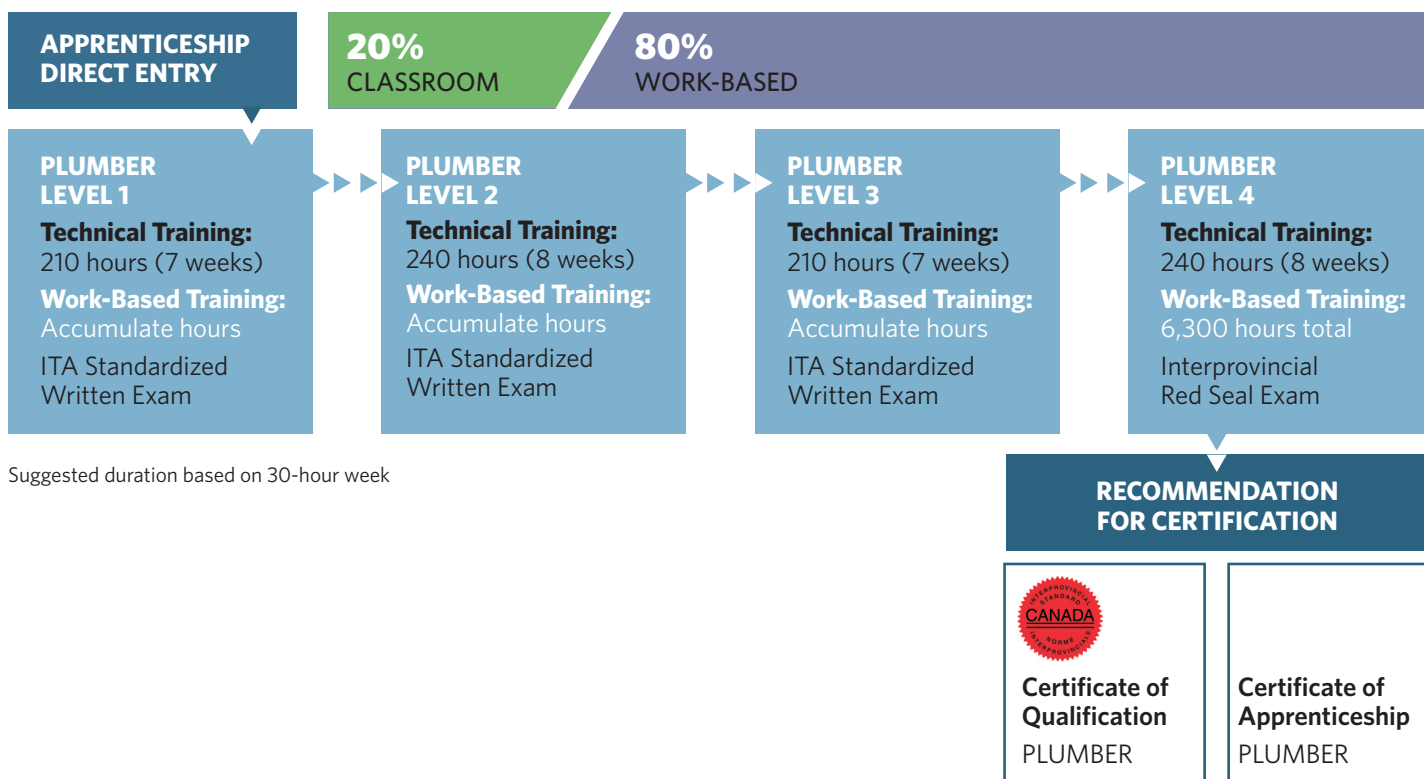 APPRENTICESHIP
DIRECT ENTRY
20%
CLASSROOM
80%
WORK-BASED
PLUMBER
LEVEL 1
Technical Training:
210 hours (7 weeks)
Work-Based Training:
Accumulate hours
ITA Standardized
Written Exam
PLUMBER
LEVEL 2
Technical Training:
240 hours (8 weeks)
Work-Based Training:
Accumulate hours
ITA Standardized
Written Exam
PLUMBER
LEVEL 3
Technical Training:
210 hours (7 weeks)
Work-Based Training:
Accumulate hours
ITA Standardized
Written Exam
PLUMBER
LEVEL 4
Technical Training:
240 hours (8 weeks)
Work-Based Training:
6,300 hours total
Interprovincial
Red Seal Exam
Suggested duration based on 30-hour week
RECOMMENDATION
FOR CERTIFICATION
INTERPROVINCIAL
STANDARD
CANADA
NORME
INTERPROVINCIALE
Certificate of
Qualification
PLUMBER
Certificate of
Apprenticeship
PLUMBER